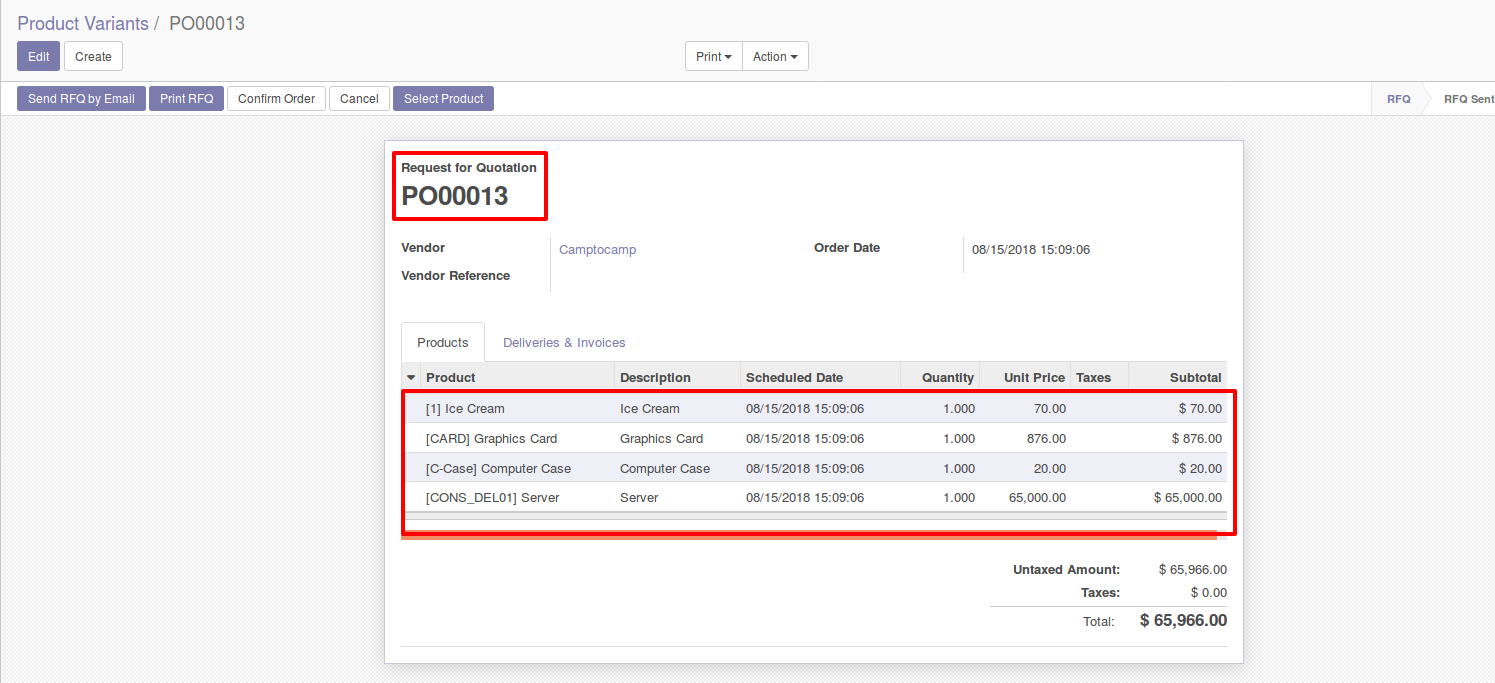 Product Variants / PO00013
Edit Create Print Action
Send RFQ by Email Print RFQ Confirm Order Cancel Select Product RFQ RFQ Sent
Request for Quotation
PO00013
Vendor Camptocamp Order Date 08/15/2018 15:09:06
Vendor Reference
Products Deliveries & Invoices
Product Description Scheduled Date Quantity Unit Price Taxes Subtotal
[1] Ice Cream Ice Cream 08/15/2018 15:09:06 1.000 70.00 $ 70.00
[CARD] Graphics Card Graphics Card 08/15/2018 15:09:06 1.000 876.00 $ 876.00
[C-Case] Computer Case Computer Case 08/15/2018 15:09:06 1.000 20.00 $ 20.00
[CONS_DEL01] Server Server 08/15/2018 15:09:06 1.000 65,000.00 $ 65,000.00
Untaxed Amount: $ 65,966.00
Taxes: $ 0.00
Total: $ 65,966.00